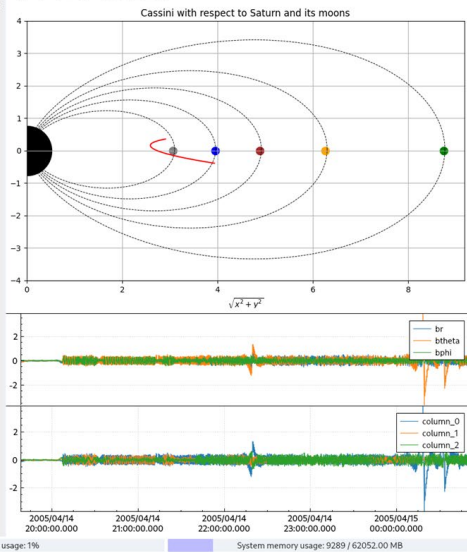 Cassini with respect to Saturn and its moons
4
3
2
1
0
−1
−2
−3
−4
0 2 4 6 8
√x² + y²
2
0
-2
br
btheta
bphi
2
0
-2
column_0
column_1
column_2
2005/04/14 2005/04/14 2005/04/14 2005/04/14 2005/04/15
20:00:00.000 21:00:00.000 22:00:00.000 23:00:00.000 00:00:00.000
usage: 1% System memory usage: 9289 / 62052.00 MB